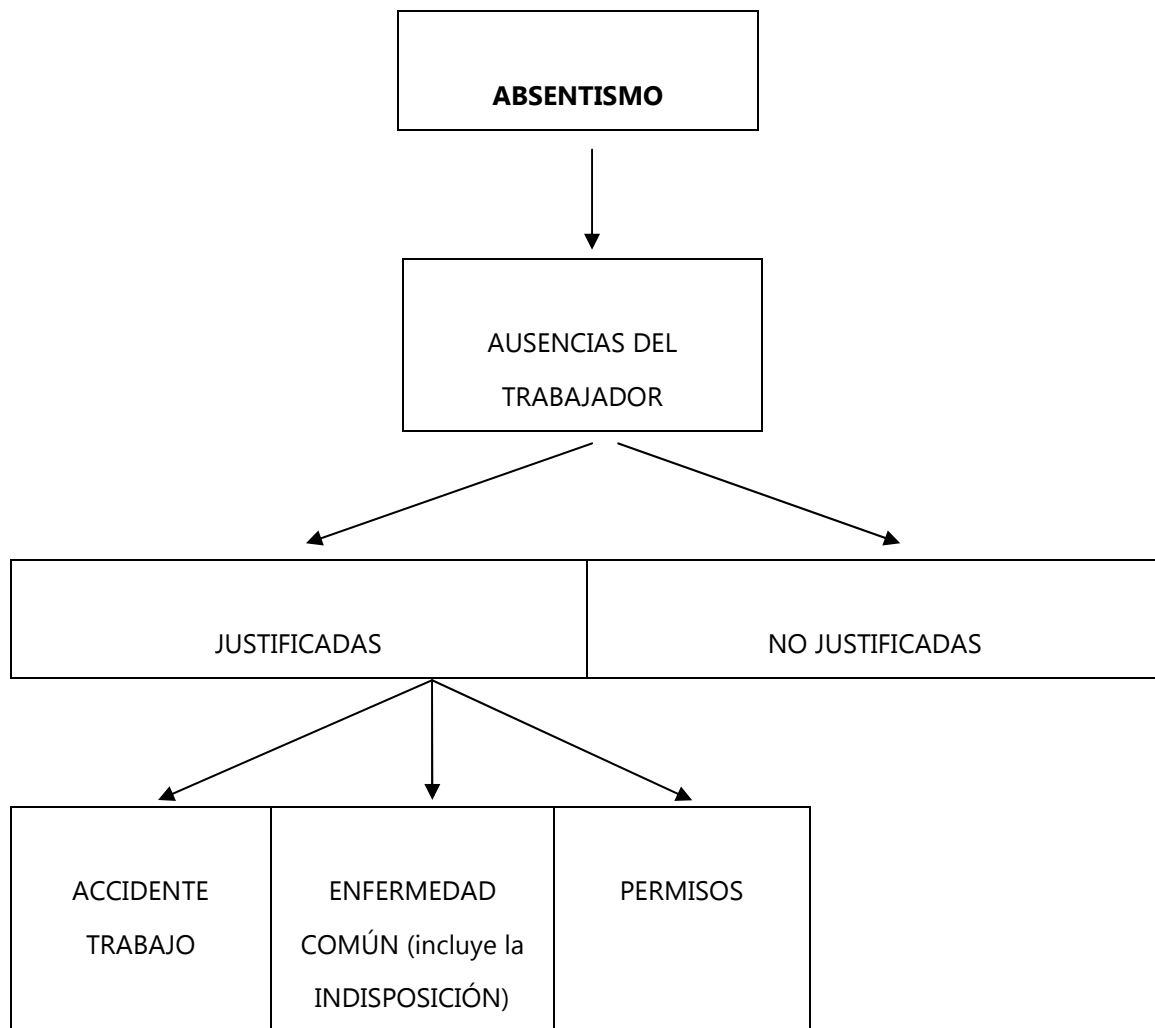 ABSENTISMO
AUSENCIAS DEL
TRABAJADOR
JUSTIFICADAS
NO JUSTIFICADAS
ACCIDENTE
TRABAJO
ENFERMEDAD
COMÚN (incluye la
INDISPOSICIÓN)
PERMISOS